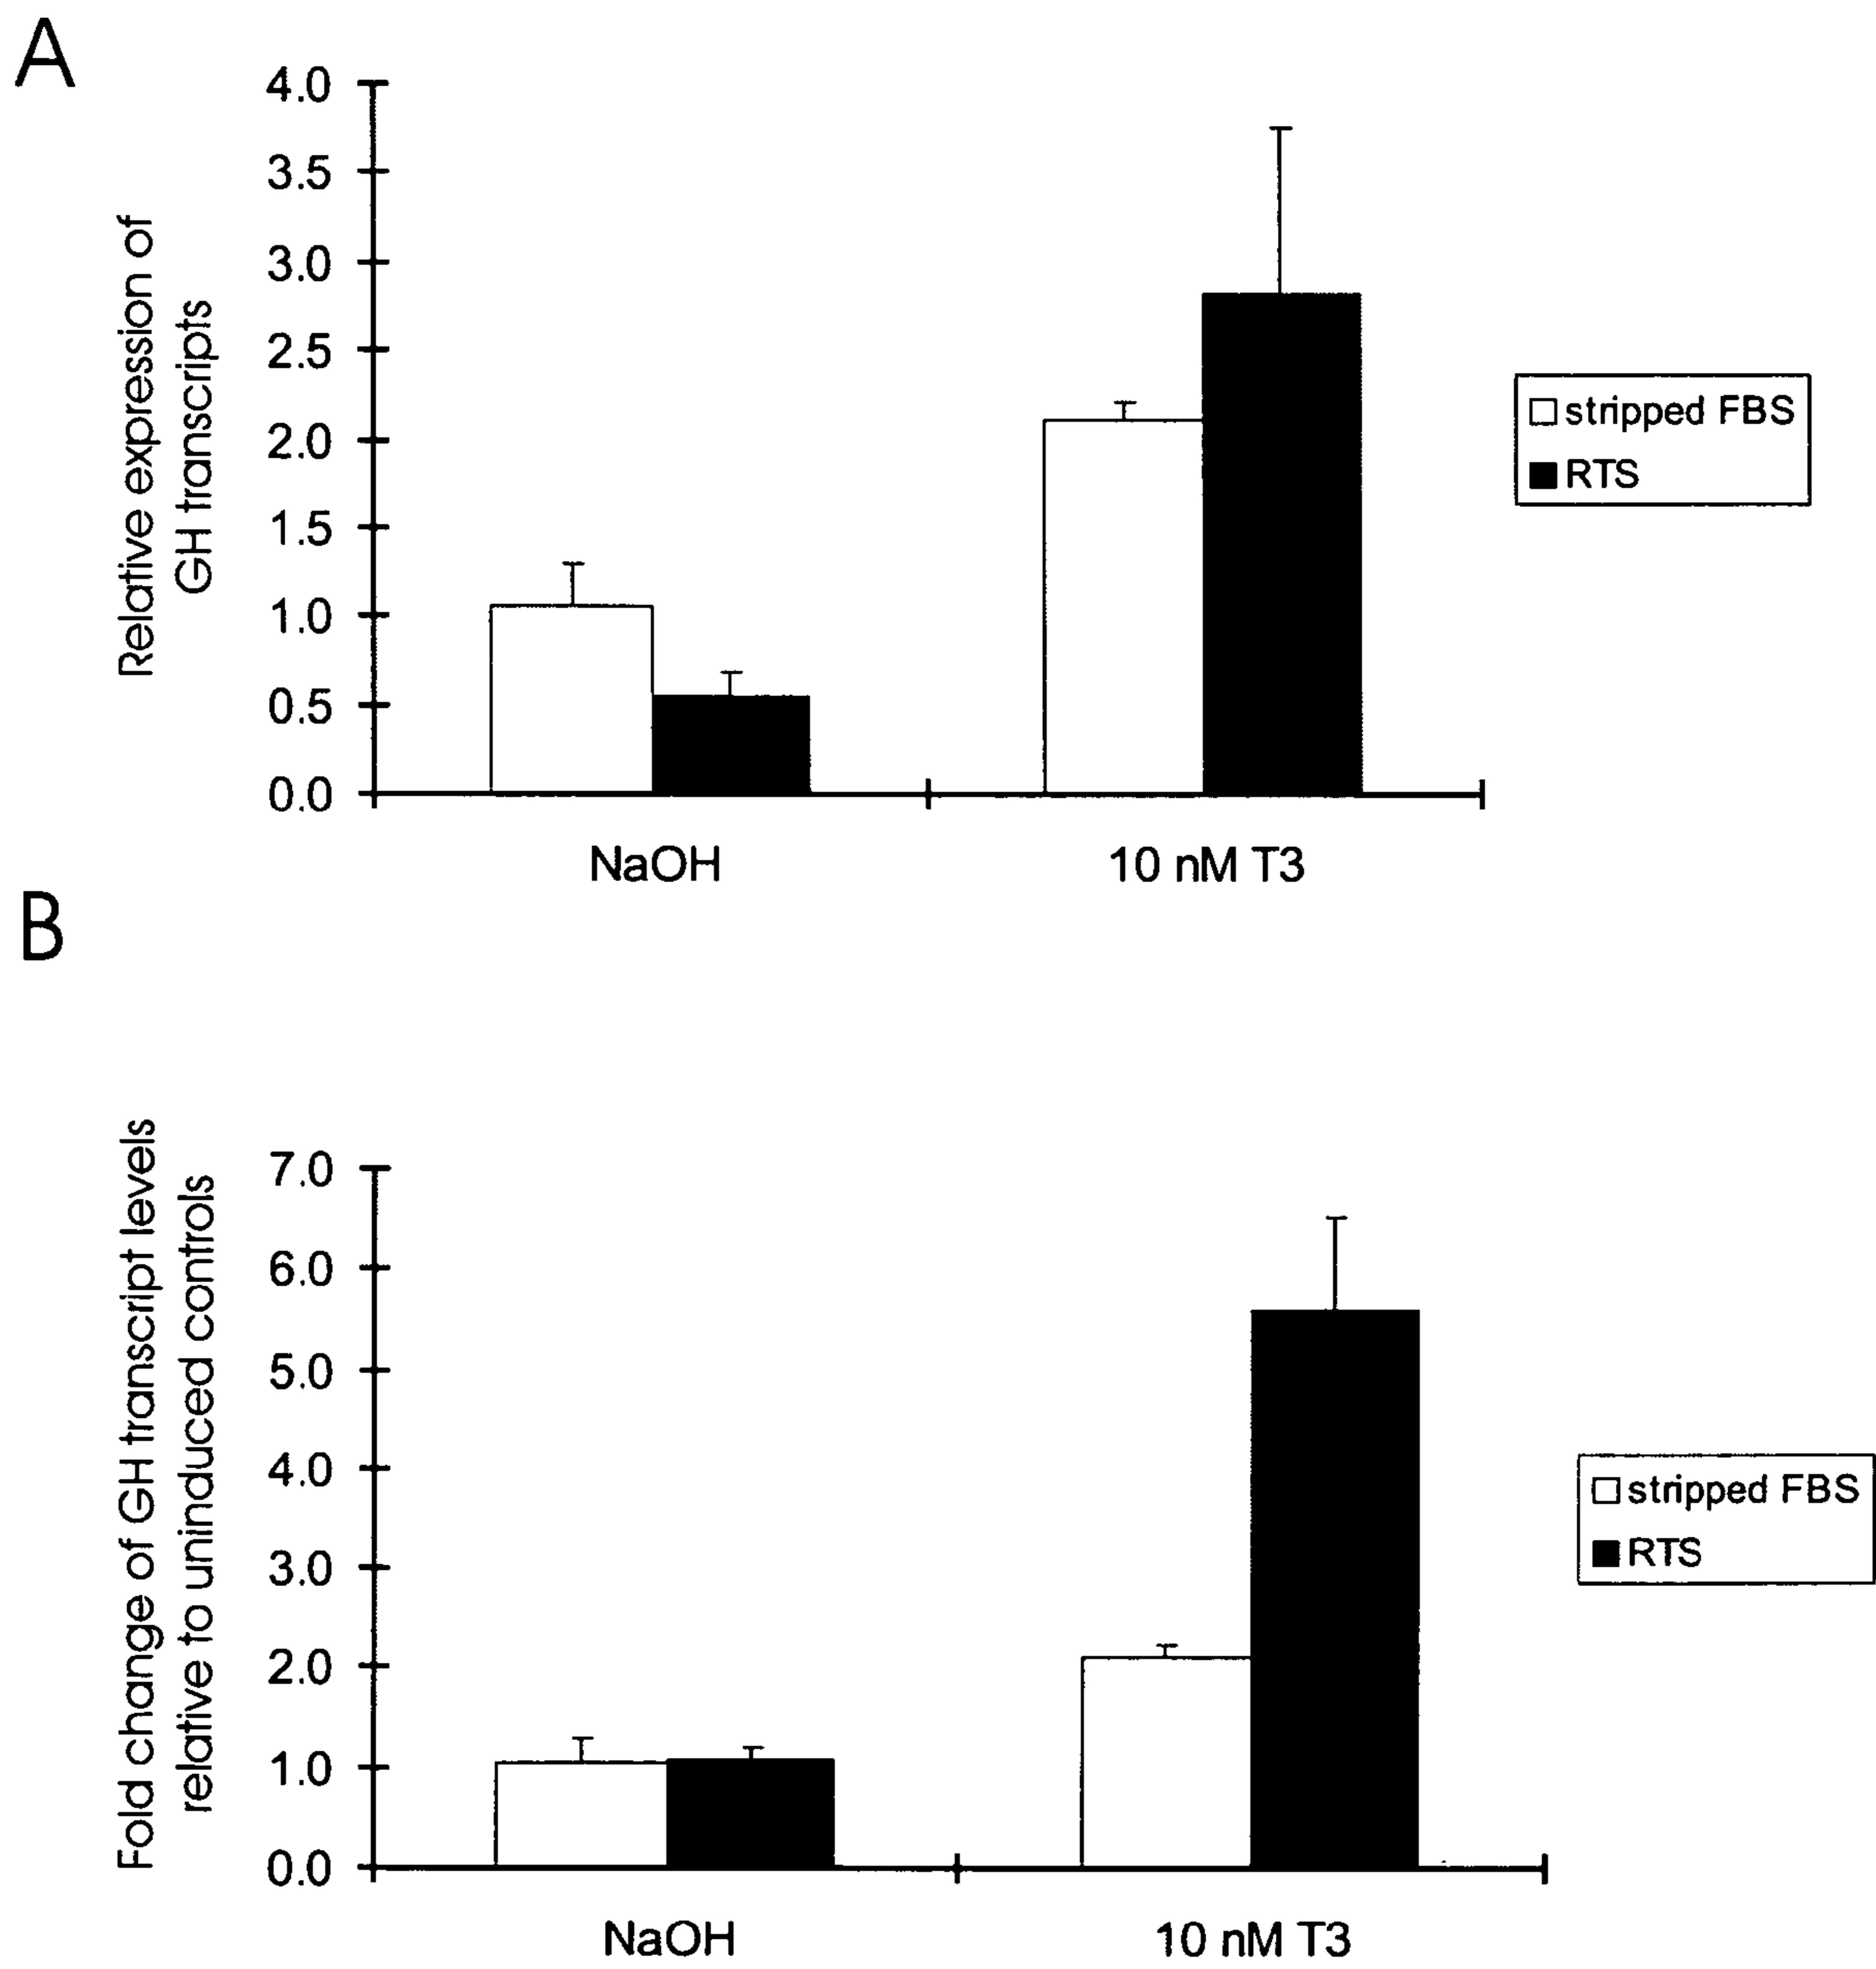 A
4.0
3.5
3.0
2.5
2.0
1.5
1.0
0.5
0.0
Relative expression of
GH transcripts
NaOH
10 nM T3
stripped FBS
RTS
B
7.0
6.0
5.0
4.0
3.0
2.0
1.0
0.0
Fold change of GH transcript levels
relative to uninduced controls
NaOH
10 nM T3
stripped FBS
RTS